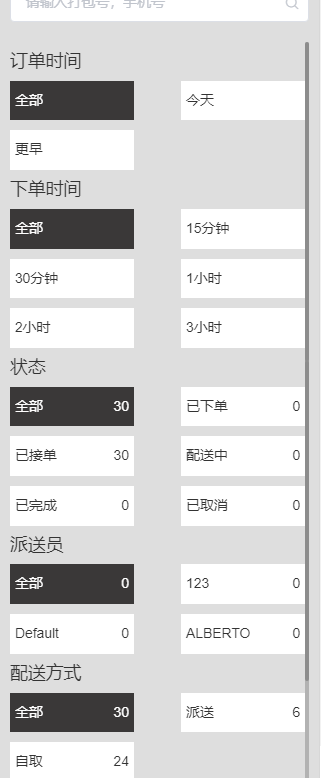 请输入打包号，手机号
订单时间
全部 今天
更早
下单时间
全部 15分钟
30分钟 1小时
2小时 3小时
状态
全部 30 已下单 0
已接单 30 配送中 0
已完成 0 已取消 0
派送员
全部 0 123 0
Default 0 ALBERTO 0
配送方式
全部 30 派送 6
自取 24